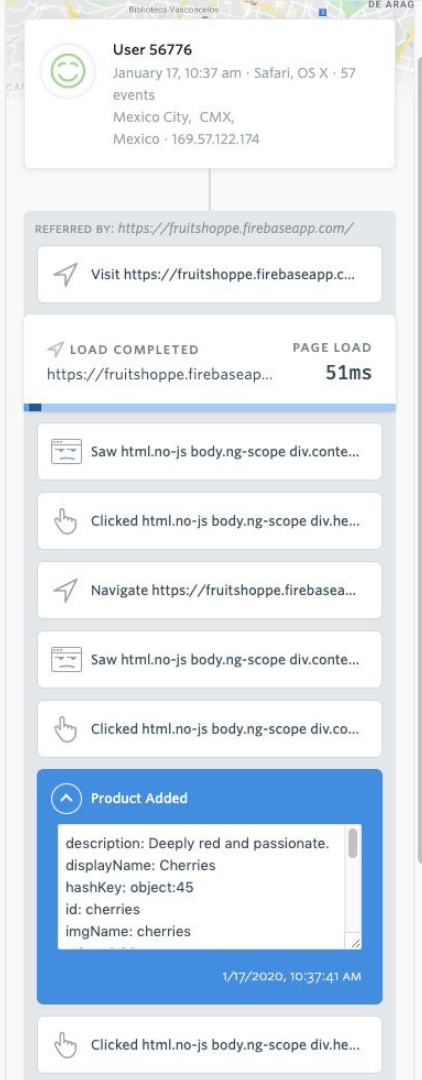 Biblioteca Vasconcelos
DE ARAG
User 56776
January 17, 10:37 am · Safari, OS X · 57
events
Mexico City, CMX,
Mexico · 169.57.122.174
REFERRED BY: https://fruitshoppe.firebaseapp.com/
Visit https://fruitshoppe.firebaseapp.c...
LOAD COMPLETED
PAGE LOAD
https://fruitshoppe.firebaseap...
51ms
Saw html.no-js body.ng-scope div.conte...
Clicked html.no-js body.ng-scope div.he...
Navigate https://fruitshoppe.firebasea...
Saw html.no-js body.ng-scope div.conte...
Clicked html.no-js body.ng-scope div.co...
Product Added
description: Deeply red and passionate.
displayName: Cherries
hashKey: object:45
id: cherries
imgName: cherries
1/17/2020, 10:37:41 AM
Clicked html.no-js body.ng-scope div.he...